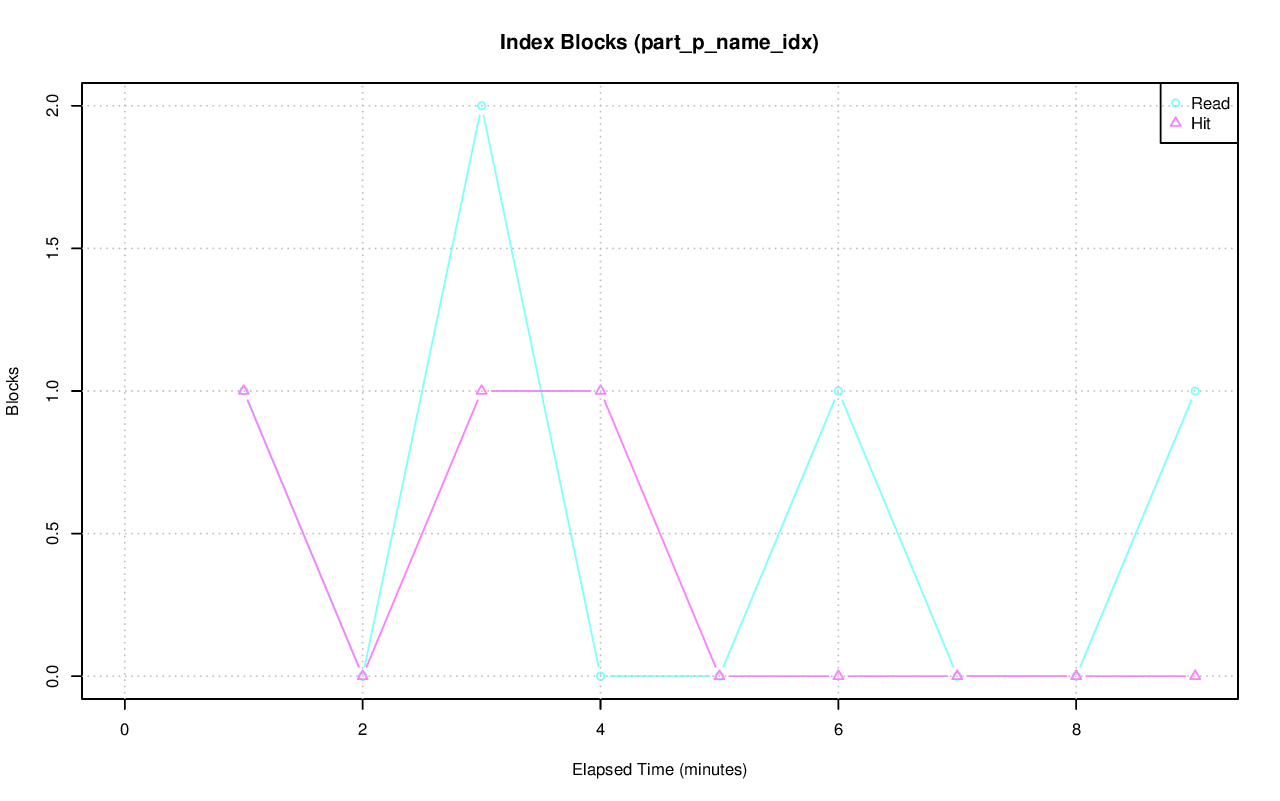 Index Blocks (part_p_name_idx)
Read
Hit
2.0
1.5
1.0
0.5
0.0
Blocks
0 2 4 6 8
Elapsed Time (minutes)